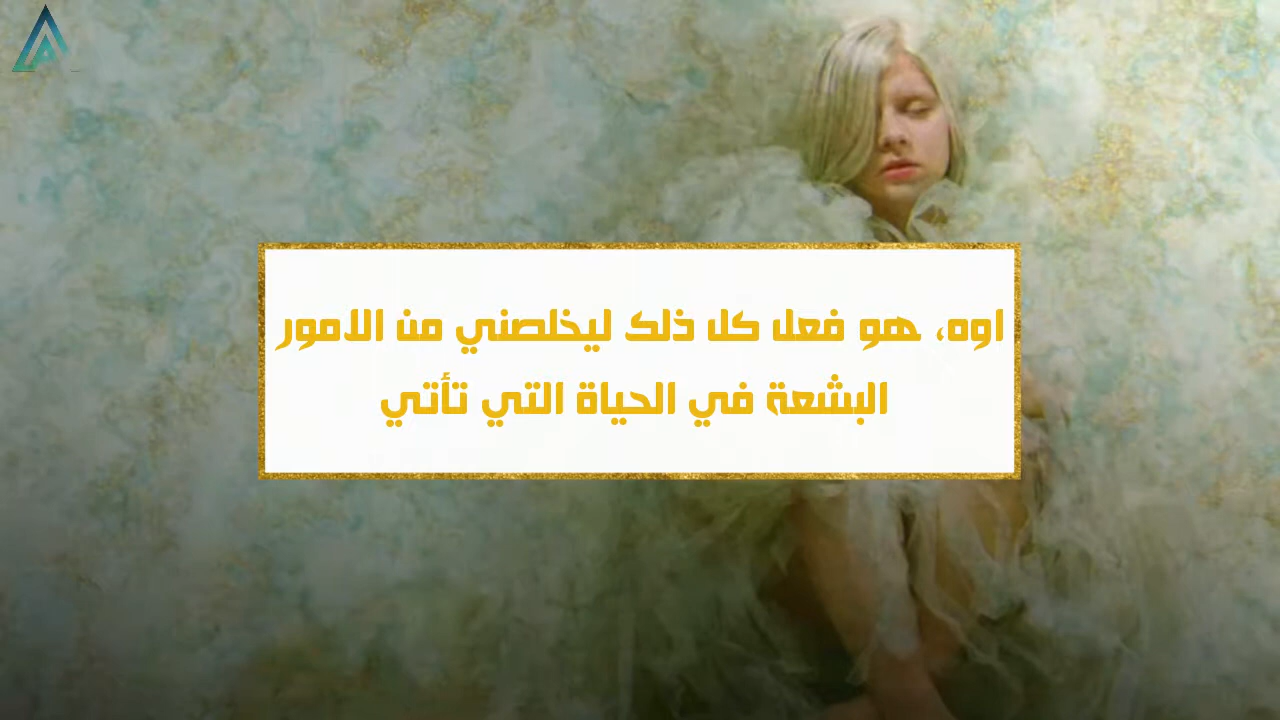 اوه، هو فعل كل ذلك ليخلصني من الامور
البشعة في الحياة التي تأتي